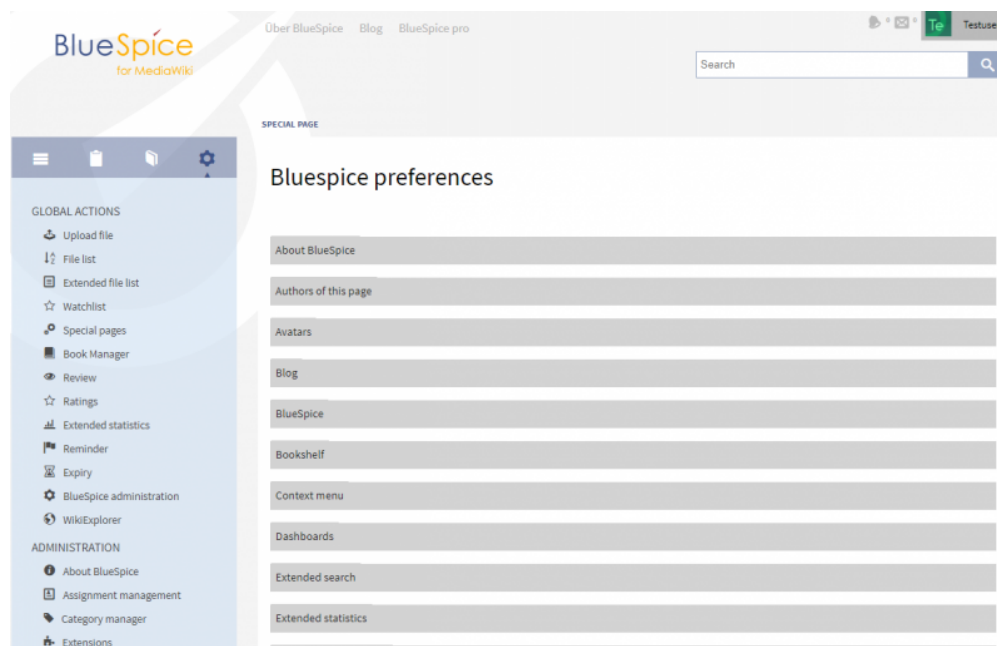 BlueSpice
for MediaWiki
Über BlueSpice Blog BlueSpice pro
Te Testuse
Search
SPECIAL PAGE
Bluespice preferences
GLOBAL ACTIONS
Upload file
File list
Extended file list
Watchlist
Special pages
Book Manager
Review
Ratings
Extended statistics
Reminder
Expiry
BlueSpice administration
WikiExplorer
ADMINISTRATION
About BlueSpice
Assignment management
Category manager
Extensions
About BlueSpice
Authors of this page
Avatars
Blog
BlueSpice
Bookshelf
Context menu
Dashboards
Extended search
Extended statistics